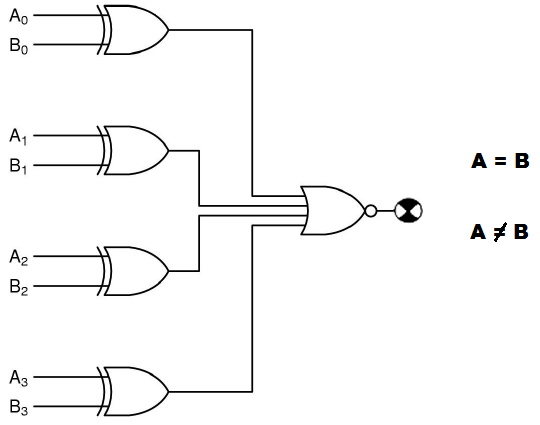 A₀
B₀
A₁
B₁
A = B
A ≠ B
A₂
B₂
A₃
B₃